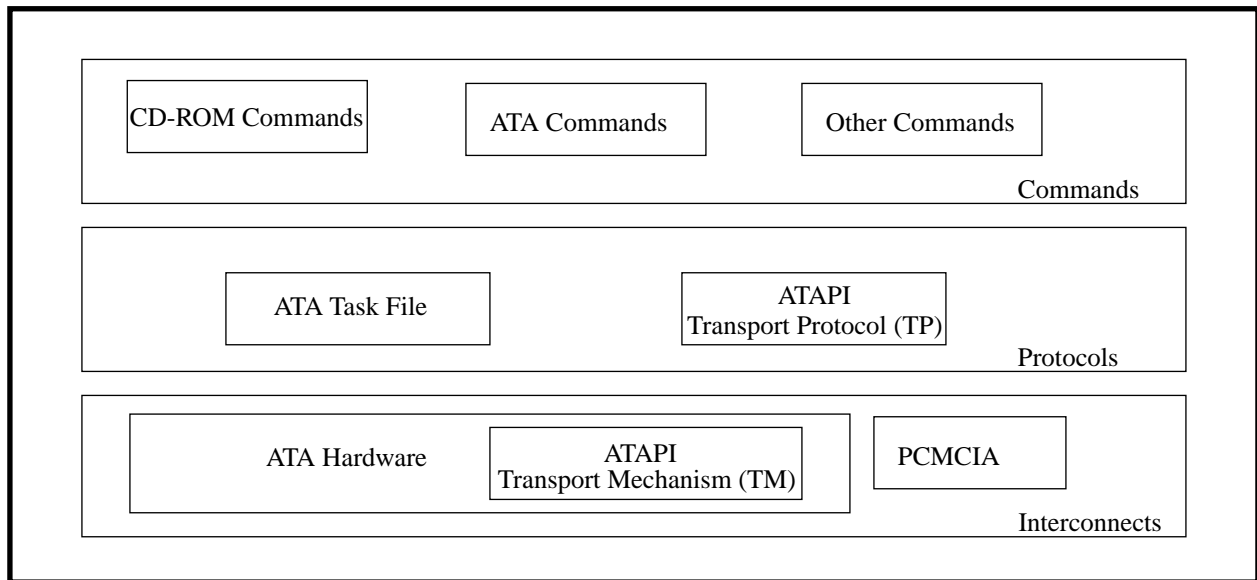 CD-ROM Commands
ATA Commands
Other Commands
Commands
ATA Task File
ATAPI
Transport Protocol (TP)
Protocols
ATA Hardware
ATAPI
Transport Mechanism (TM)
PCMCIA
Interconnects